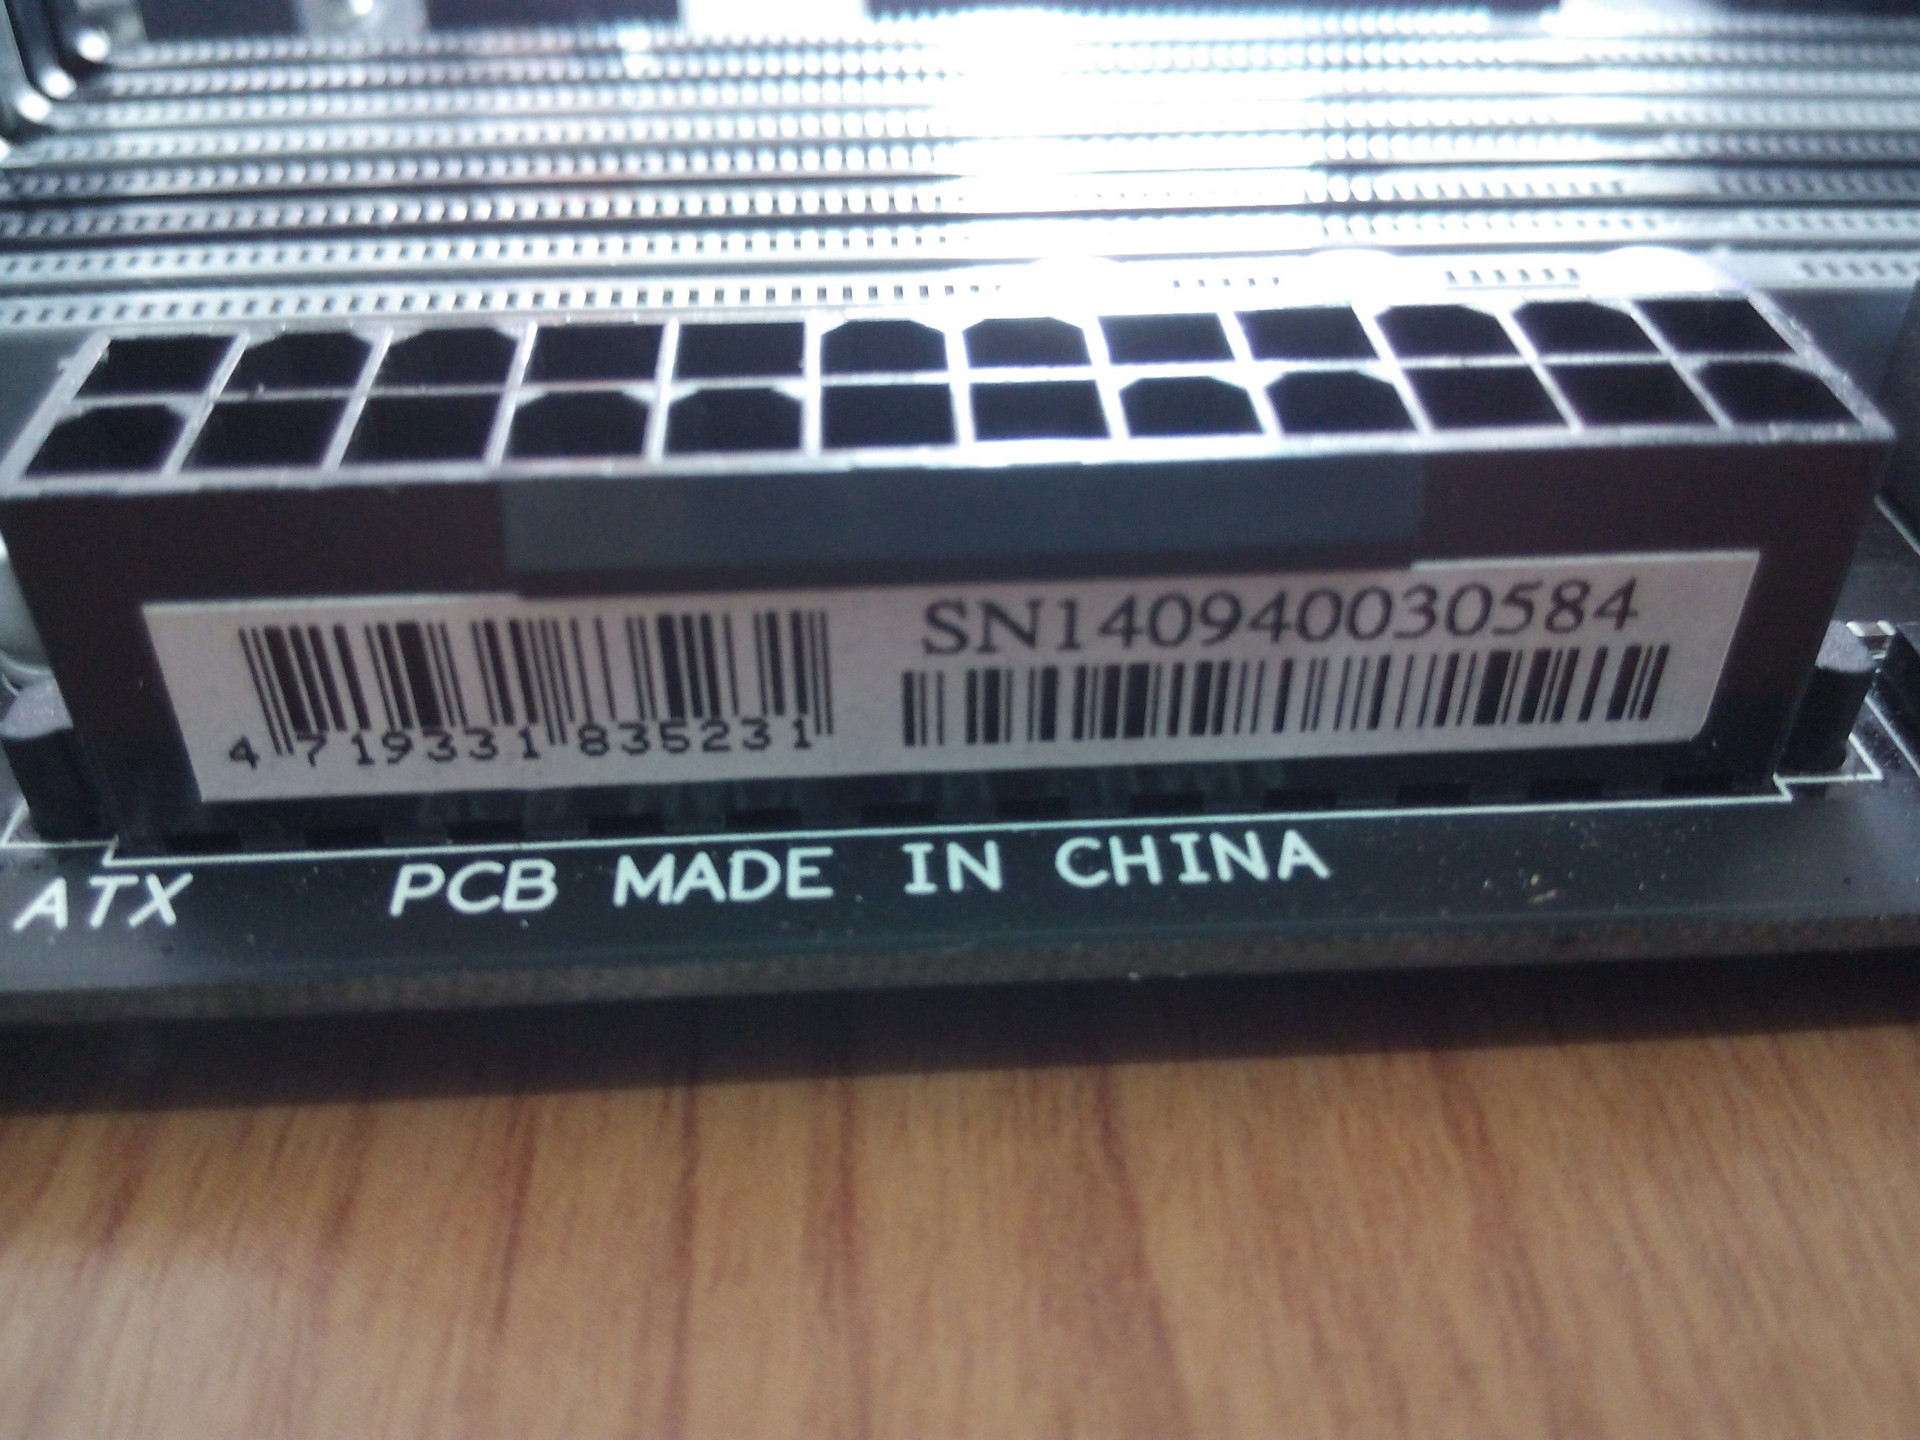 SN140940030584
4 719331 835231
ATX PCB MADE IN CHINA